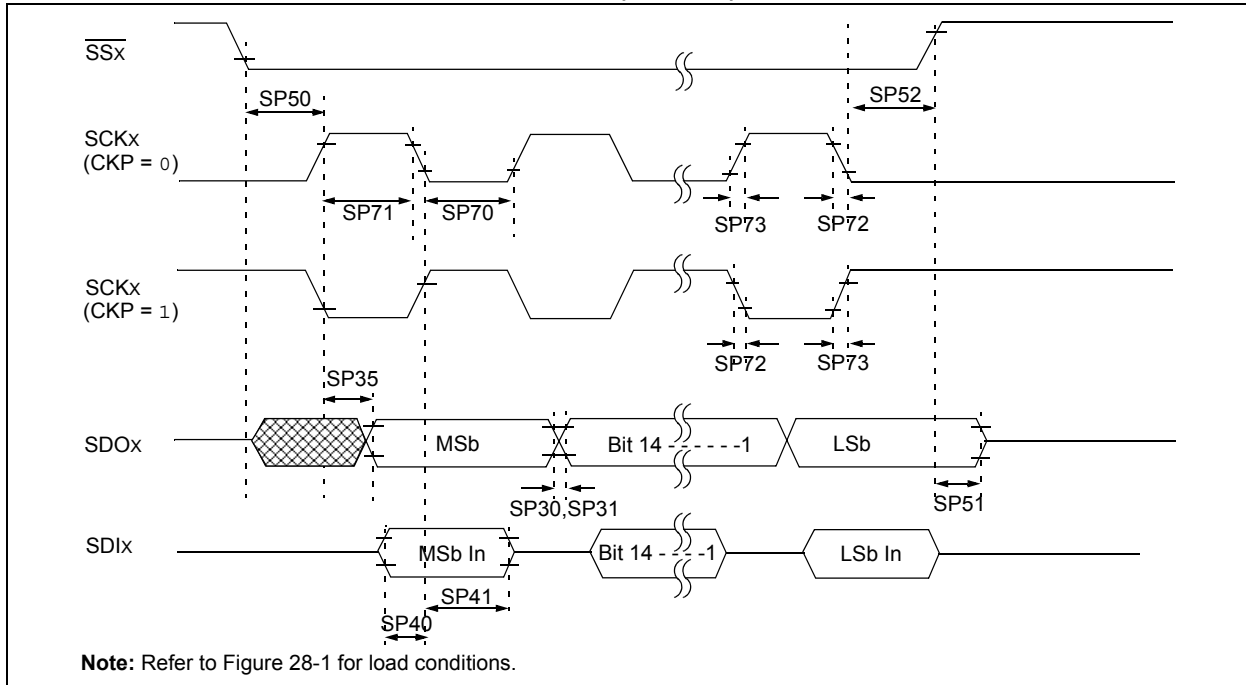 SSx
SP50
SP52
SCKx
(CKP = 0)
SP71
SP70
SP73
SP72
SCKx
(CKP = 1)
SP72
SP73
SP35
SDOx
MSb
Bit 14 - - - - - -1
LSb
SP30,SP31
SP51
SDIx
MSb In
Bit 14 - - - -1
LSb In
SP41
SP40
Note: Refer to Figure 28-1 for load conditions.